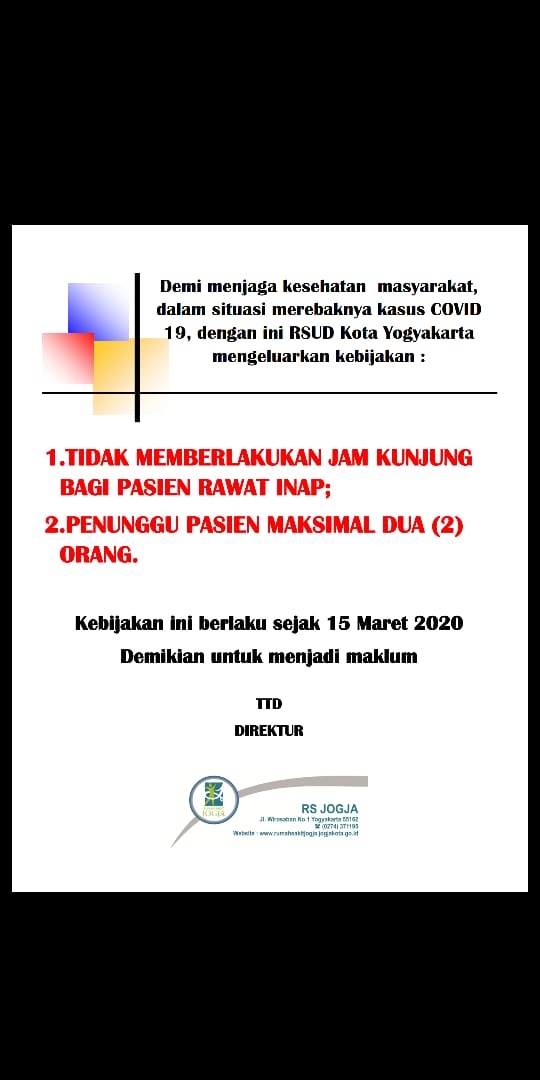 Demi menjaga kesehatan masyarakat,
dalam situasi merebaknya kasus COVID
19, dengan ini RSUD Kota Yogyakarta
mengeluarkan kebijakan :
1.TIDAK MEMBERLAKUKAN JAM KUNJUNG
BAGI PASIEN RAWAT INAP;
2.PENUNGGU PASIEN MAKSIMAL DUA (2)
ORANG.
Kebijakan ini berlaku sejak 15 Maret 2020
Demikian untuk menjadi maklum
TTD
DIREKTUR
JOGJA
RS JOGJA
Jl. Wirosaban No.1 Yogyakarta 55162
☎ (0274) 371195
Website : www.rumahsakitjogja.jogjakota.go.id